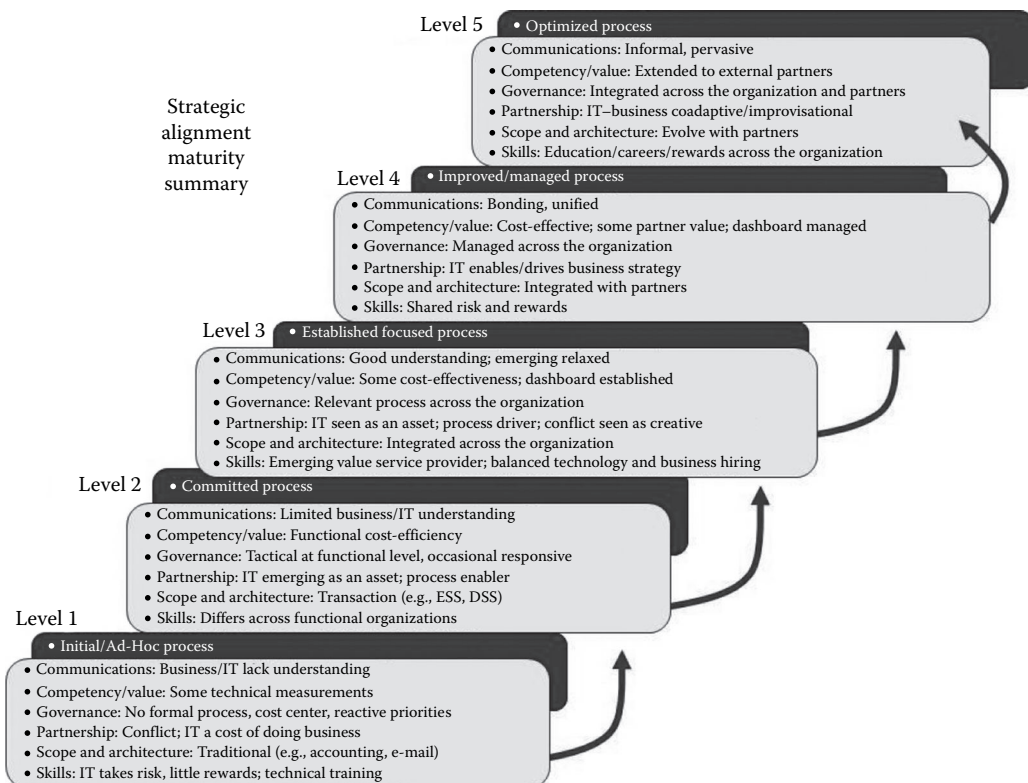 Level 5
• Optimized process
• Communications: Informal, pervasive
• Competency/value: Extended to external partners
• Governance: Integrated across the organization and partners
• Partnership: IT–business coadaptive/improvisational
• Scope and architecture: Evolve with partners
• Skills: Education/careers/rewards across the organization
Strategic
alignment
maturity
summary
Level 4
• Improved/managed process
• Communications: Bonding, unified
• Competency/value: Cost-effective; some partner value; dashboard managed
• Governance: Managed across the organization
• Partnership: IT enables/drives business strategy
• Scope and architecture: Integrated with partners
• Skills: Shared risk and rewards
Level 3
• Established focused process
• Communications: Good understanding; emerging relaxed
• Competency/value: Some cost-effectiveness; dashboard established
• Governance: Relevant process across the organization
• Partnership: IT seen as an asset; process driver; conflict seen as creative
• Scope and architecture: Integrated across the organization
• Skills: Emerging value service provider; balanced technology and business hiring
Level 2
• Committed process
• Communications: Limited business/IT understanding
• Competency/value: Functional cost-efficiency
• Governance: Tactical at functional level, occasional responsive
• Partnership: IT emerging as an asset; process enabler
• Scope and architecture: Transaction (e.g., ESS, DSS)
• Skills: Differs across functional organizations
Level 1
• Initial/Ad-Hoc process
• Communications: Business/IT lack understanding
• Competency/value: Some technical measurements
• Governance: No formal process, cost center, reactive priorities
• Partnership: Conflict; IT a cost of doing business
• Scope and architecture: Traditional (e.g., accounting, e-mail)
• Skills: IT takes risk, little rewards; technical training